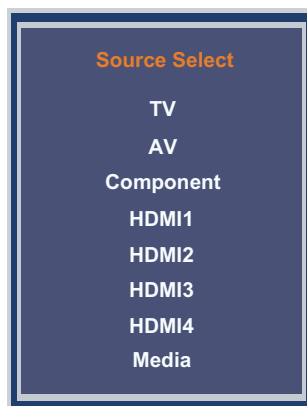 Source Select
TV
AV
Component
HDMI1
HDMI2
HDMI3
HDMI4
Media